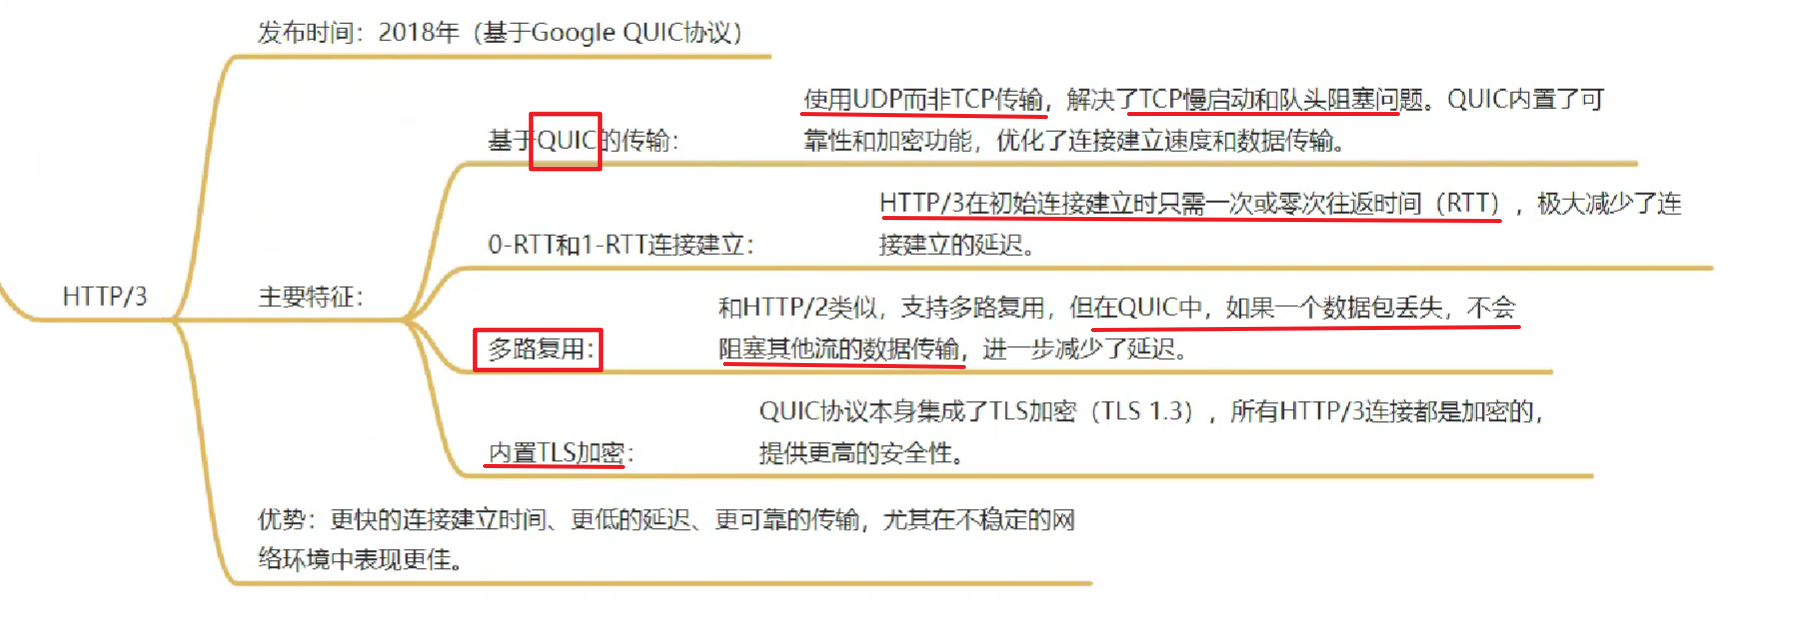 发布时间：2018年（基于Google QUIC协议）
使用UDP而非TCP传输，解决了TCP慢启动和队头阻塞问题。QUIC内置了可
基于QUIC的传输：
靠性和加密功能，优化了连接建立速度和数据传输。
HTTP/3在初始连接建立时只需一次或零次往返时间（RTT），极大减少了连
0-RTT和1-RTT连接建立：
接建立的延迟。
HTTP/3
主要特征：
和HTTP/2类似，支持多路复用，但在QUIC中，如果一个数据包丢失，不会
多路复用：
阻塞其他流的数据传输，进一步减少了延迟。
QUIC协议本身集成了TLS加密（TLS 1.3），所有HTTP/3连接都是加密的，
内置TLS加密：
提供更高的安全性。
优势：更快的连接建立时间、更低的延迟、更可靠的传输，尤其在不稳定的网
络环境中表现更佳。